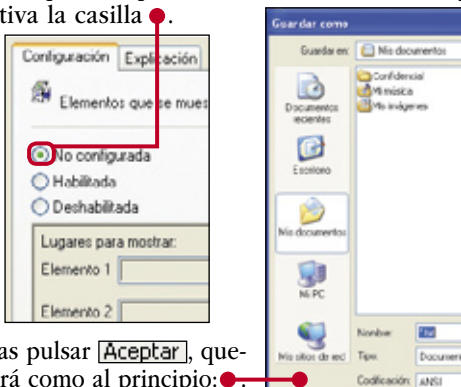 tiva la casilla
Configuración Explicación
Elementos que se mues
No configurada
Habilitada
Deshabilitada
Lugares para mostrar:
Elemento 1
Elemento 2
as pulsar Aceptar, que-
rá como al principio:
Guardar como
Guardar en: Mis documentos
Confidencial
Mi música
Mis imágenes
Documentos
recientes
Escritorio
Mis documentos
Mi PC
Mis sitios de red
Nombre:
Tipo: Documen
Codificación: ANSI